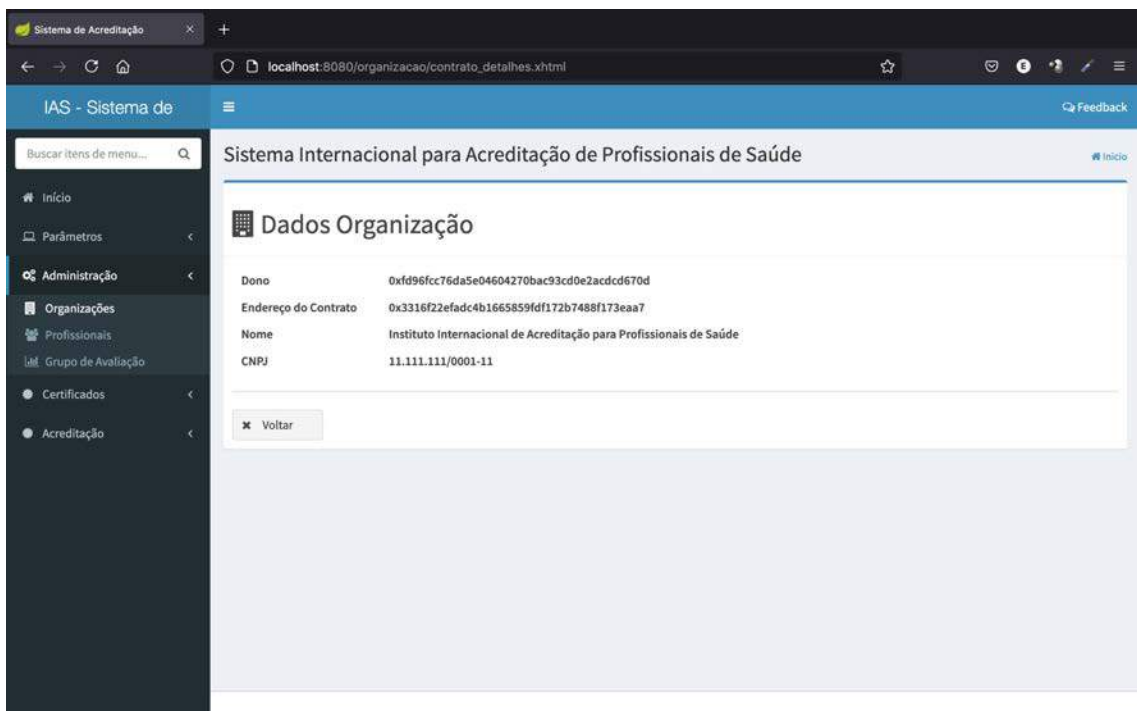 Sistema de Acreditação
localhost:8080/organizacao/contrato_detalhes.xhtml
IAS - Sistema de
Feedback
Buscar itens de menu...
Sistema Internacional para Acreditação de Profissionais de Saúde
Início
Início
Parâmetros
Administração
Organizações
Profissionais
Grupo de Avaliação
Certificados
Acreditação
Dados Organização
Dono 0xfd96fcc76da5e04604270bac93cd0e2acdcd670d
Endereço do Contrato 0x3316f22efadc4b1665859fdf172b7488f173eaa7
Nome Instituto Internacional de Acreditação para Profissionais de Saúde
CNPJ 11.111.111/0001-11
Voltar